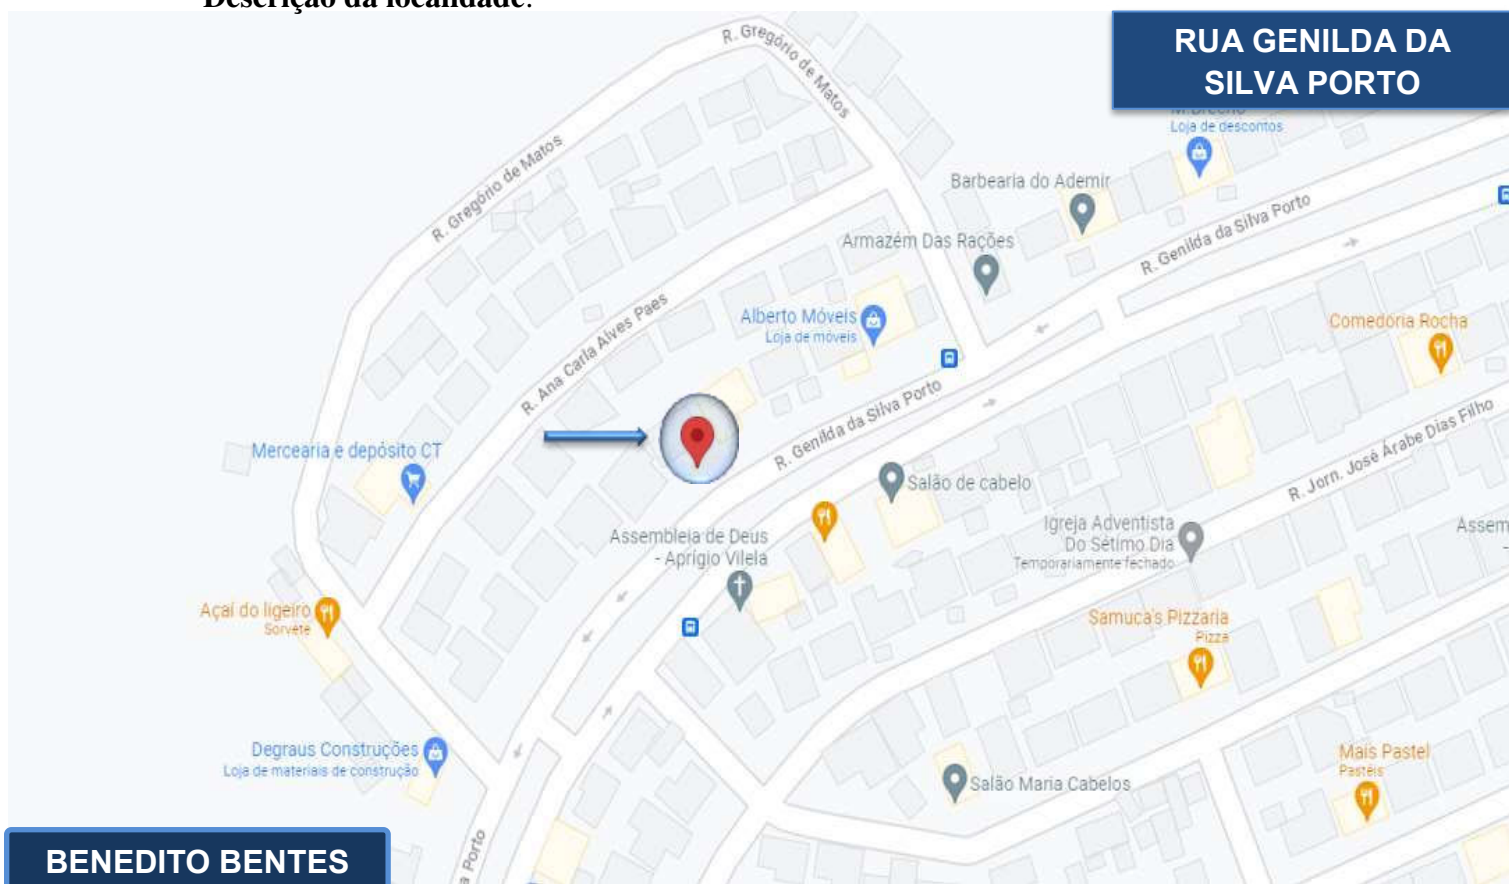 Descrição da localidade:
RUA GENILDA DA
SILVA PORTO
R. Gregório de Matos
R. Gregório de Matos
M.Brechó
Loja de descontos
Barbearia do Ademir
Armazém Das Rações
R. Genilda da Silva Porto
Alberto Móveis
Loja de móveis
Comedoria Rocha
R. Ana Carla Alves Paes
R. Genilda da Silva Porto
Mercearia e depósito CT
R. Jorn. José Árabe Dias Filho
Salão de cabelo
Assembleia de Deus
- Aprígio Vilela
Igreja Adventista
Do Sétimo Dia
Temporariamente fechado
Assem
-
Açaí do ligeiro
Sorvete
Samuca's Pizzaria
Pizza
Degraus Construções
Loja de materiais de construção
Mais Pastel
Pastéis
Salão Maria Cabelos
a Porto
BENEDITO BENTES